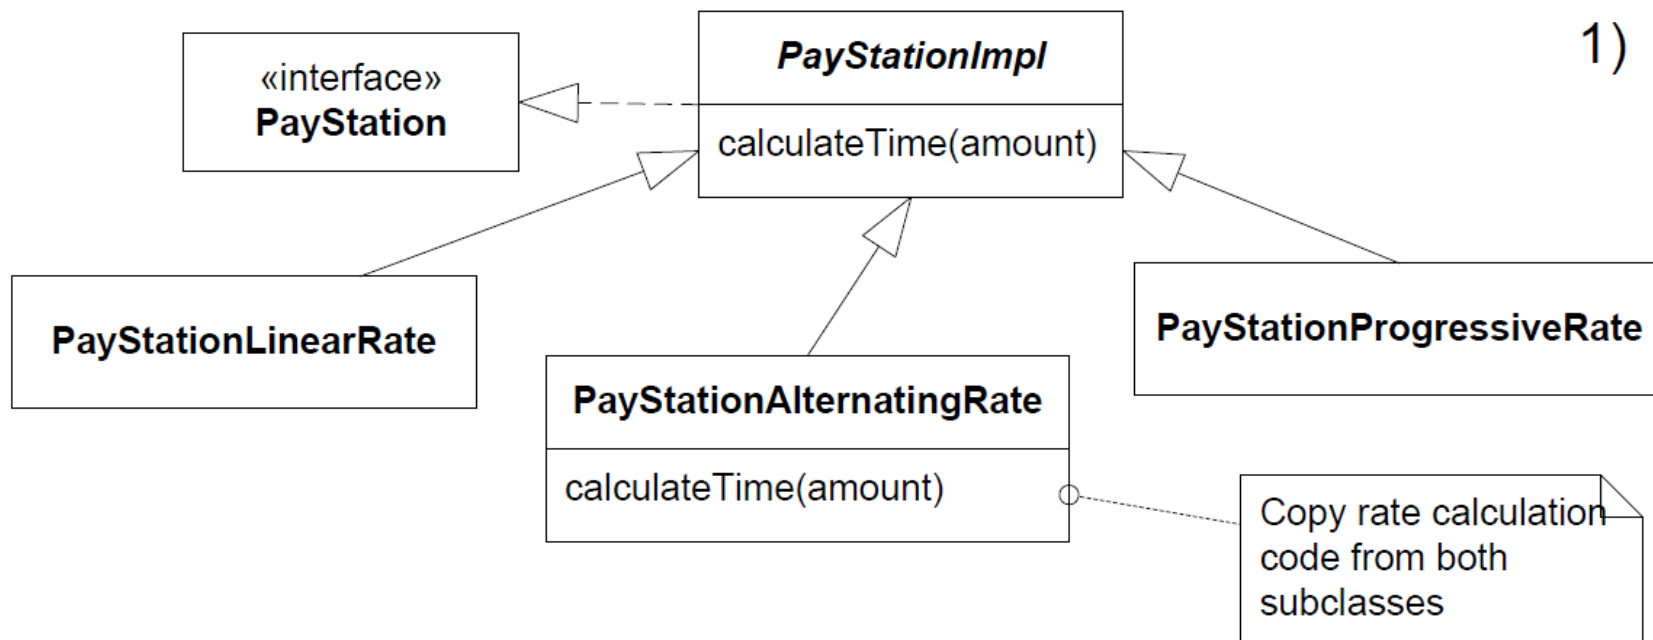 1)
«interface»
PayStation
PayStationImpl
calculateTime(amount)
PayStationLinearRate
PayStationAlternatingRate
calculateTime(amount)
PayStationProgressiveRate
Copy rate calculation
code from both
subclasses